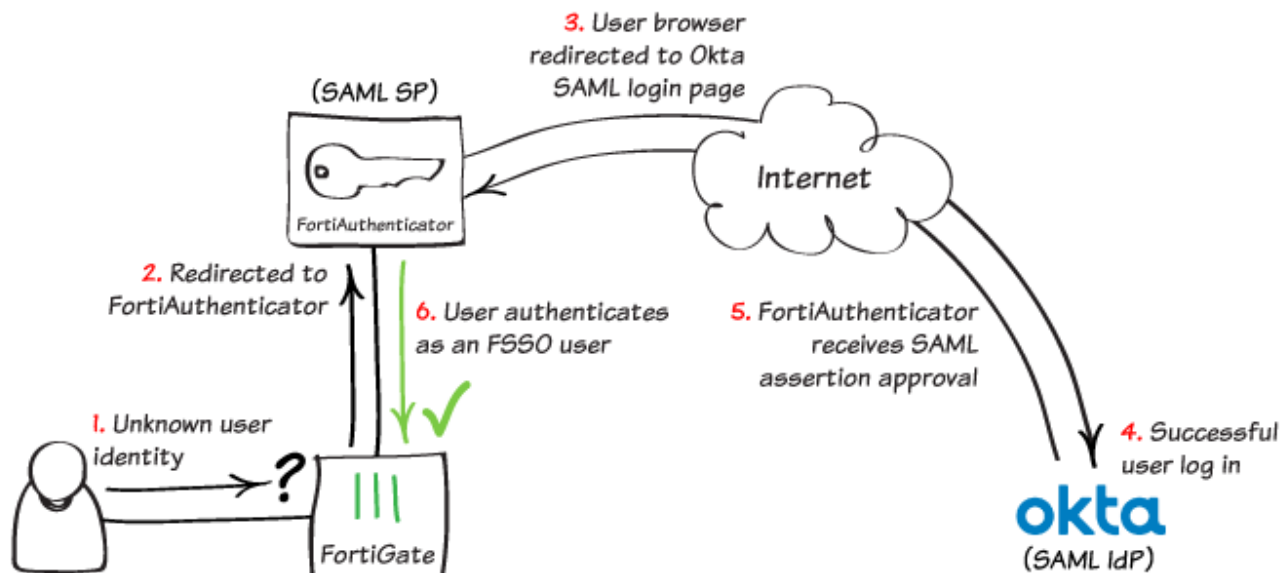 3. User browser
redirected to Okta
SAML login page
(SAML SP)
FortiAuthenticator
Internet
2. Redirected to
FortiAuthenticator
6. User authenticates
as an FSSO user
5. FortiAuthenticator
receives SAML
assertion approval
1. Unknown user
identity
?
FortiGate
4. Successful
user log in
okta
(SAML IdP)